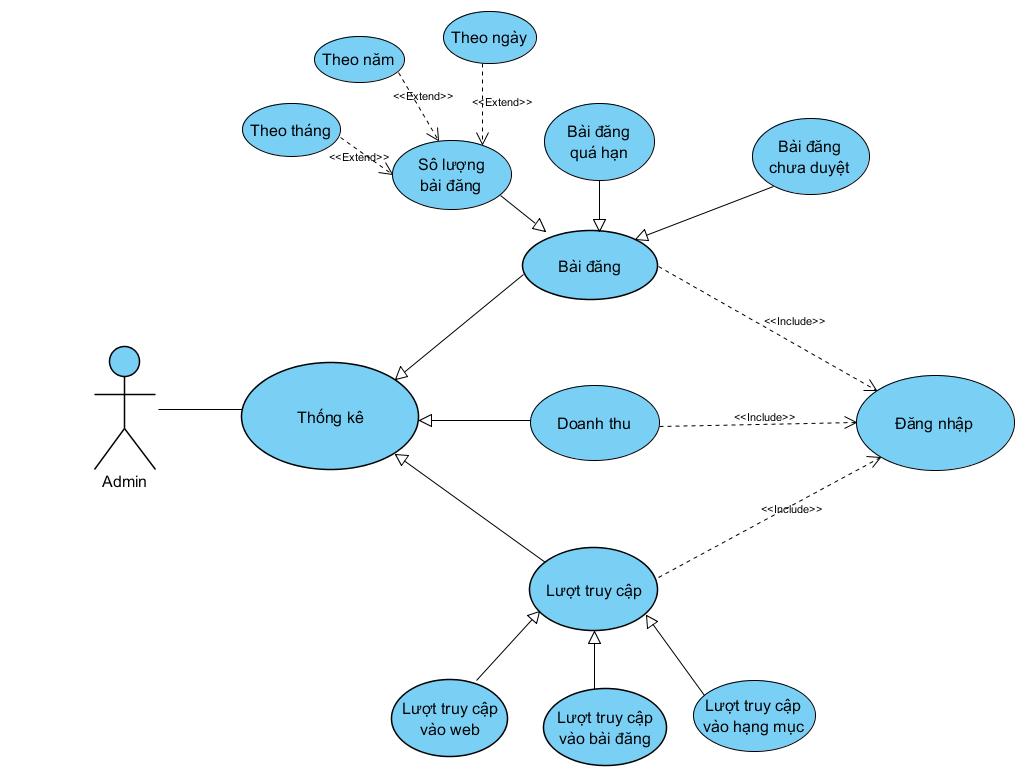 Theo ngày
Theo năm
<<Extend>>
<<Extend>>
Theo tháng
<<Extend>>
Bài đăng
quá hạn
Bài đăng
chưa duyệt
Sô lượng
bài đăng
Bài đăng
<<Include>>
Thống kê
Doanh thu
<<Include>>
Đăng nhập
Admin
<<Include>>
Lượt truy cập
Lượt truy cập
vào web
Lượt truy cập
vào bài đăng
Lượt truy cập
vào hạng mục